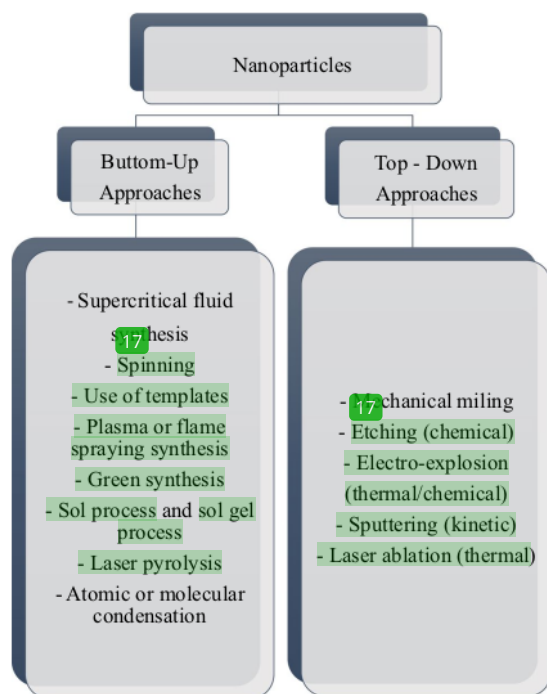 Nanoparticles
Buttom-Up
Approaches
Top - Down
Approaches
- Supercritical fluid
synthesis
17
- Spinning
- Use of templates
- Plasma or flame
spraying synthesis
- Green synthesis
- Sol process and sol gel
process
- Laser pyrolysis
- Atomic or molecular
condensation
- Mechanical miling
17
- Etching (chemical)
- Electro-explosion
(thermal/chemical)
- Sputtering (kinetic)
- Laser ablation (thermal)